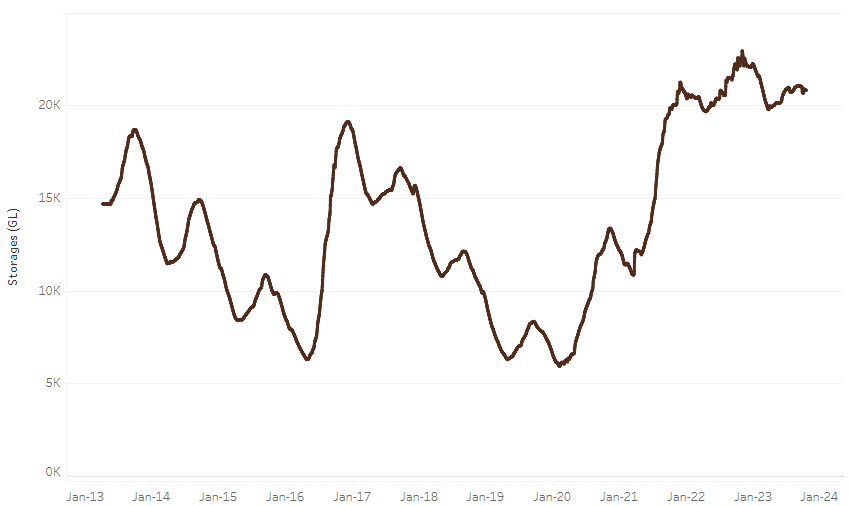 Storages (GL)
20K
15K
10K
5K
0K
Jan-13 Jan-14 Jan-15 Jan-16 Jan-17 Jan-18 Jan-19 Jan-20 Jan-21 Jan-22 Jan-23 Jan-24